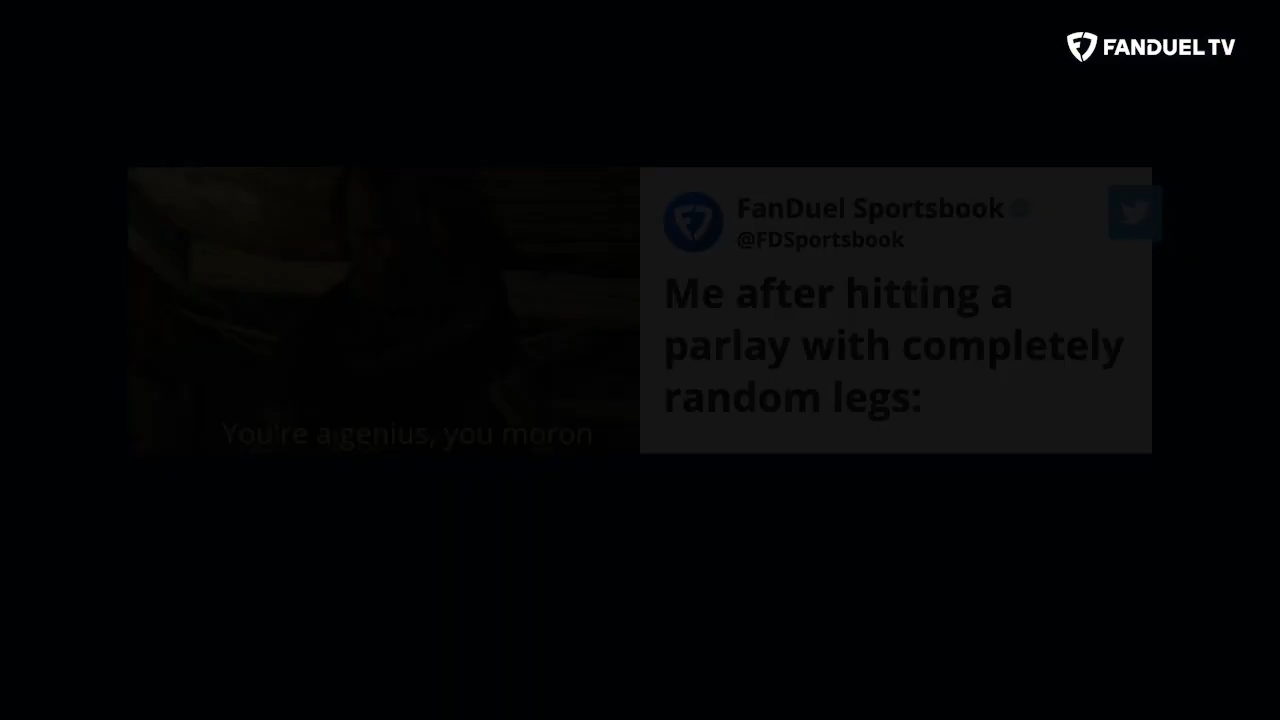 FANDUEL TV
FanDuel Sportsbook
@FDSportsbook
Me after hitting a
parlay with completely
random legs:
You're a genius, you moron